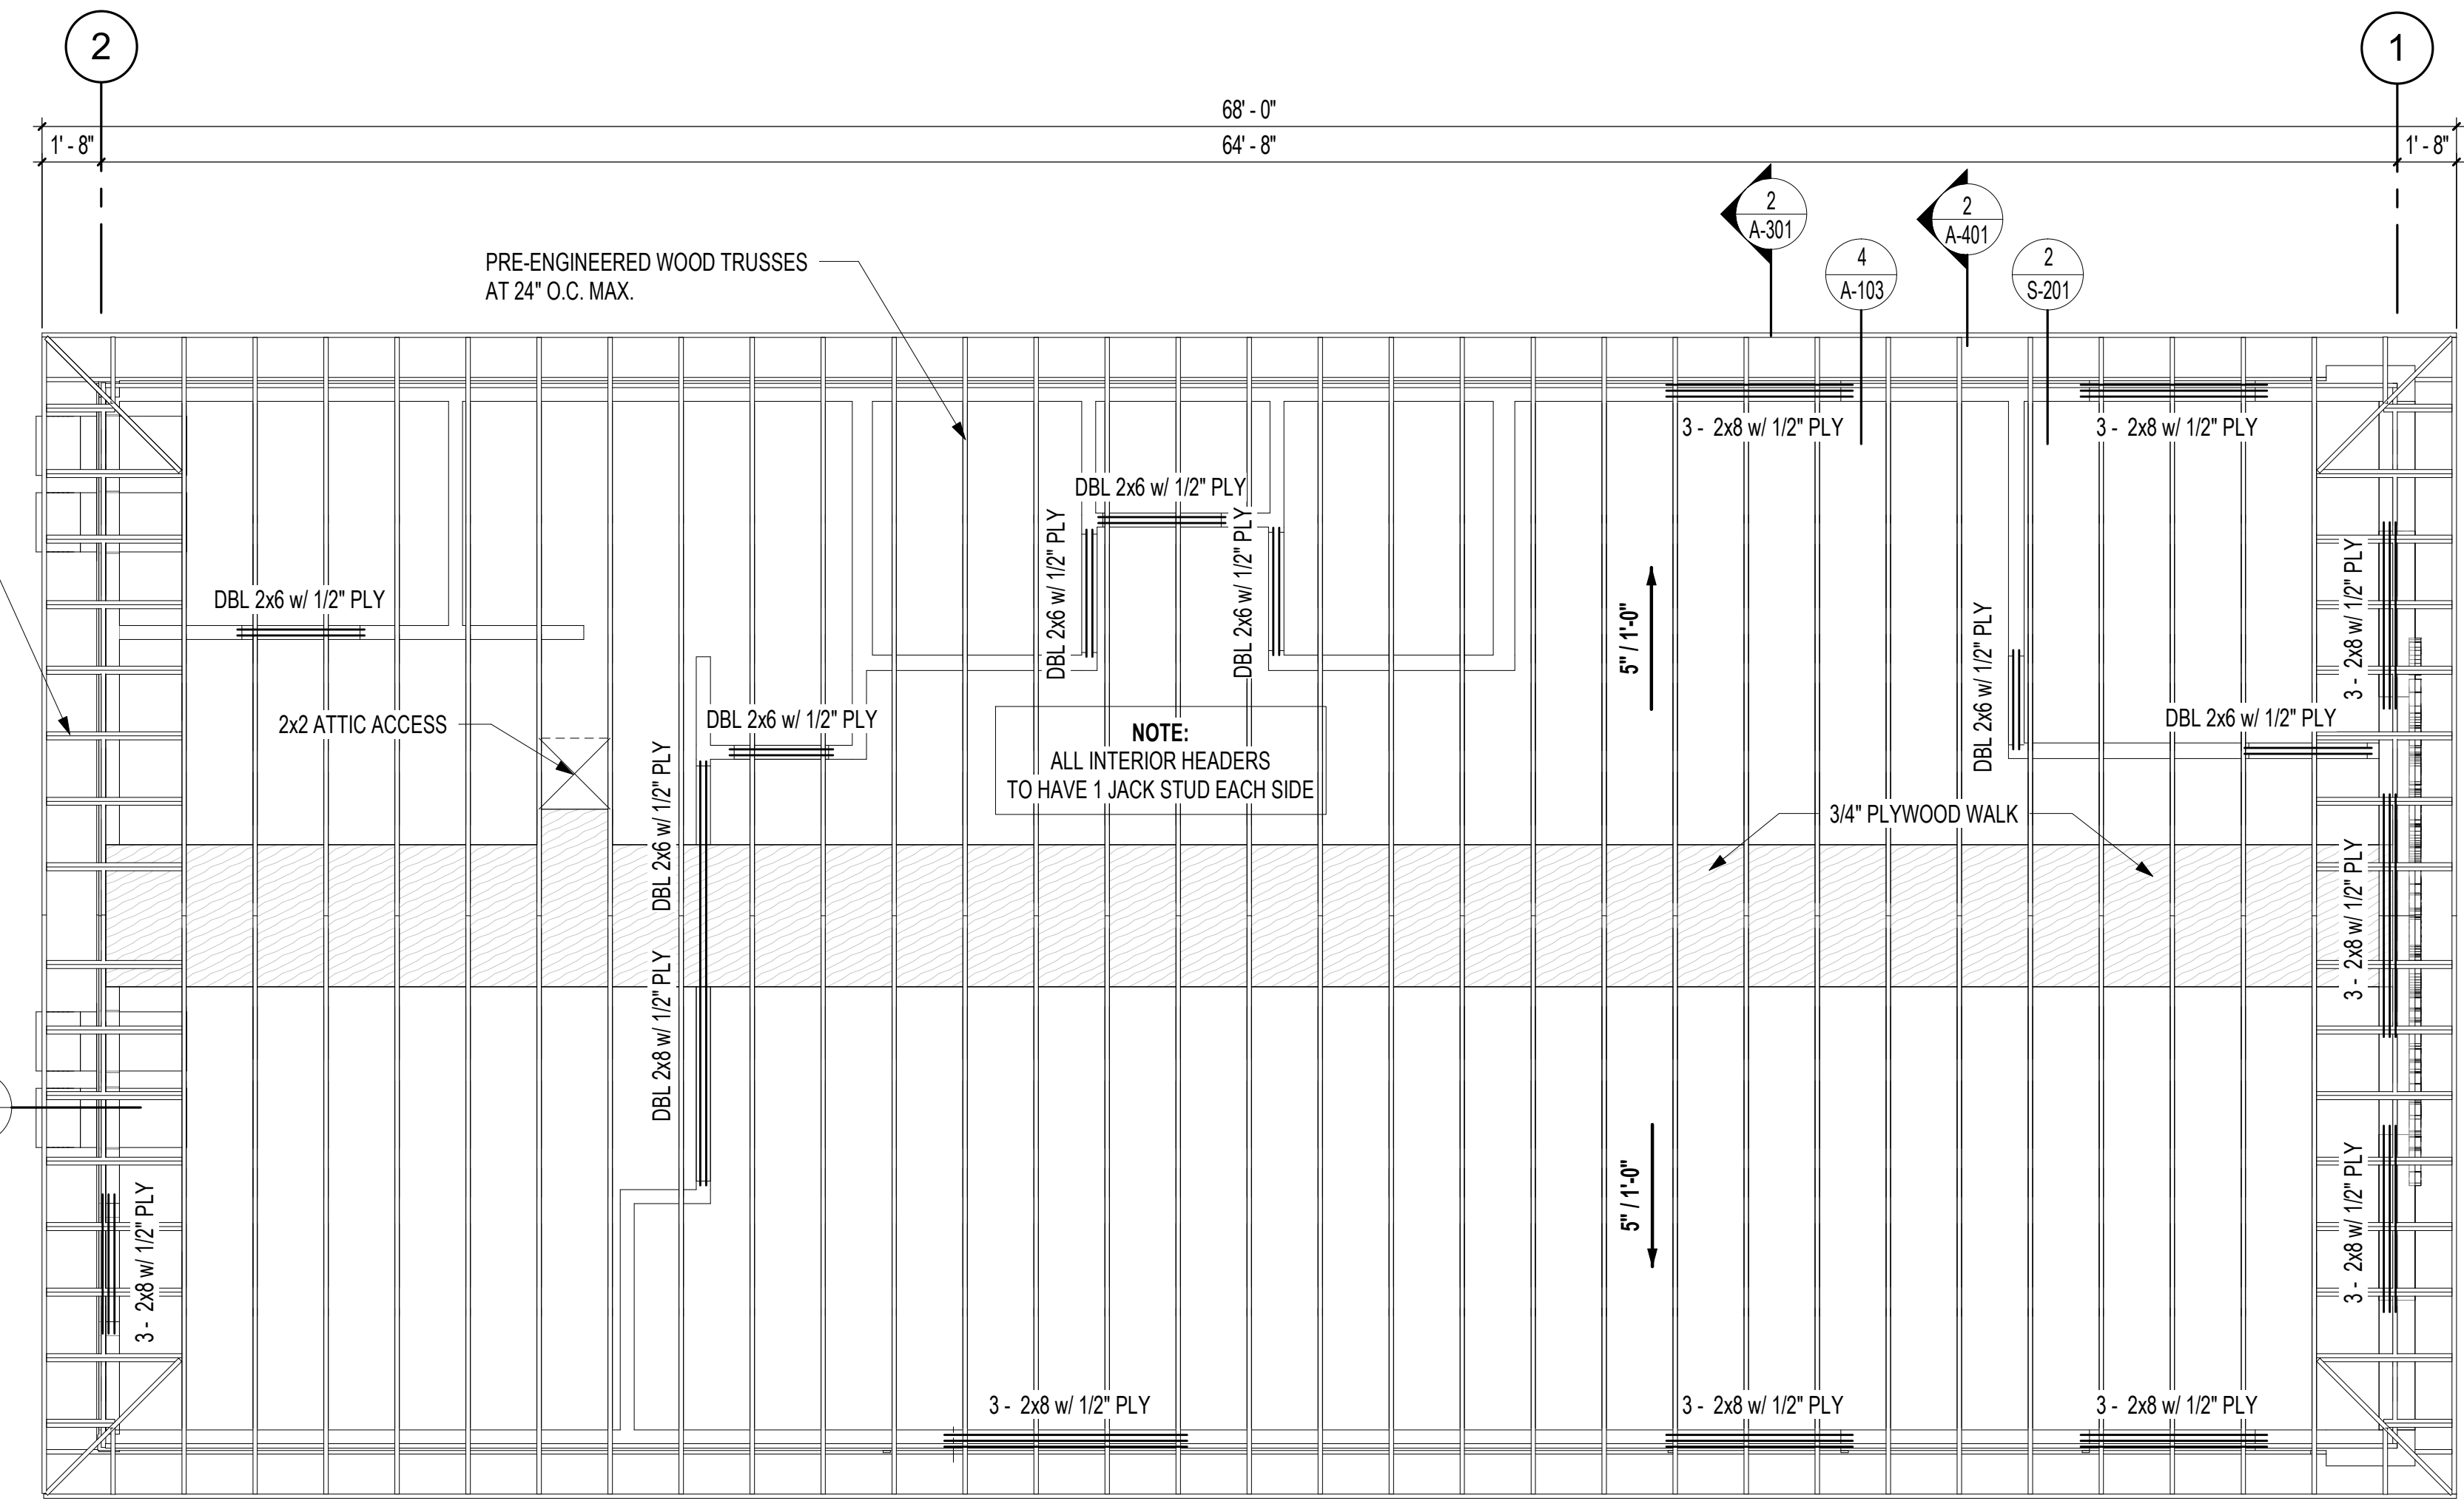 2
1
68' - 0"
1' - 8"
64' - 8"
1' - 8"
2
A-301
2
A-401
4
A-103
2
S-201
PRE-ENGINEERED WOOD TRUSSES
AT 24" O.C. MAX.
3 - 2x8 w/ 1/2" PLY
3 - 2x8 w/ 1/2" PLY
DBL 2x6 w/ 1/2" PLY
DBL 2x6 w/ 1/2" PLY
DBL 2x6 w/ 1/2" PLY
DBL 2x6 w/ 1/2" PLY
5" / 1'-0"
DBL 2x6 w/ 1/2" PLY
3 - 2x8 w/ 1/2" PLY
2x2 ATTIC ACCESS
DBL 2x6 w/ 1/2" PLY
DBL 2x6 w/ 1/2" PLY
NOTE:
ALL INTERIOR HEADERS
TO HAVE 1 JACK STUD EACH SIDE
DBL 2x6 w/ 1/2" PLY
3/4" PLYWOOD WALK
3 - 2x8 w/ 1/2" PLY
DBL 2x8 w/ 1/2" PLY
5" / 1'-0"
3 - 2x8 w/ 1/2" PLY
3 - 2x8 w/ 1/2" PLY
3 - 2x8 w/ 1/2" PLY
3 - 2x8 w/ 1/2" PLY
3 - 2x8 w/ 1/2" PLY